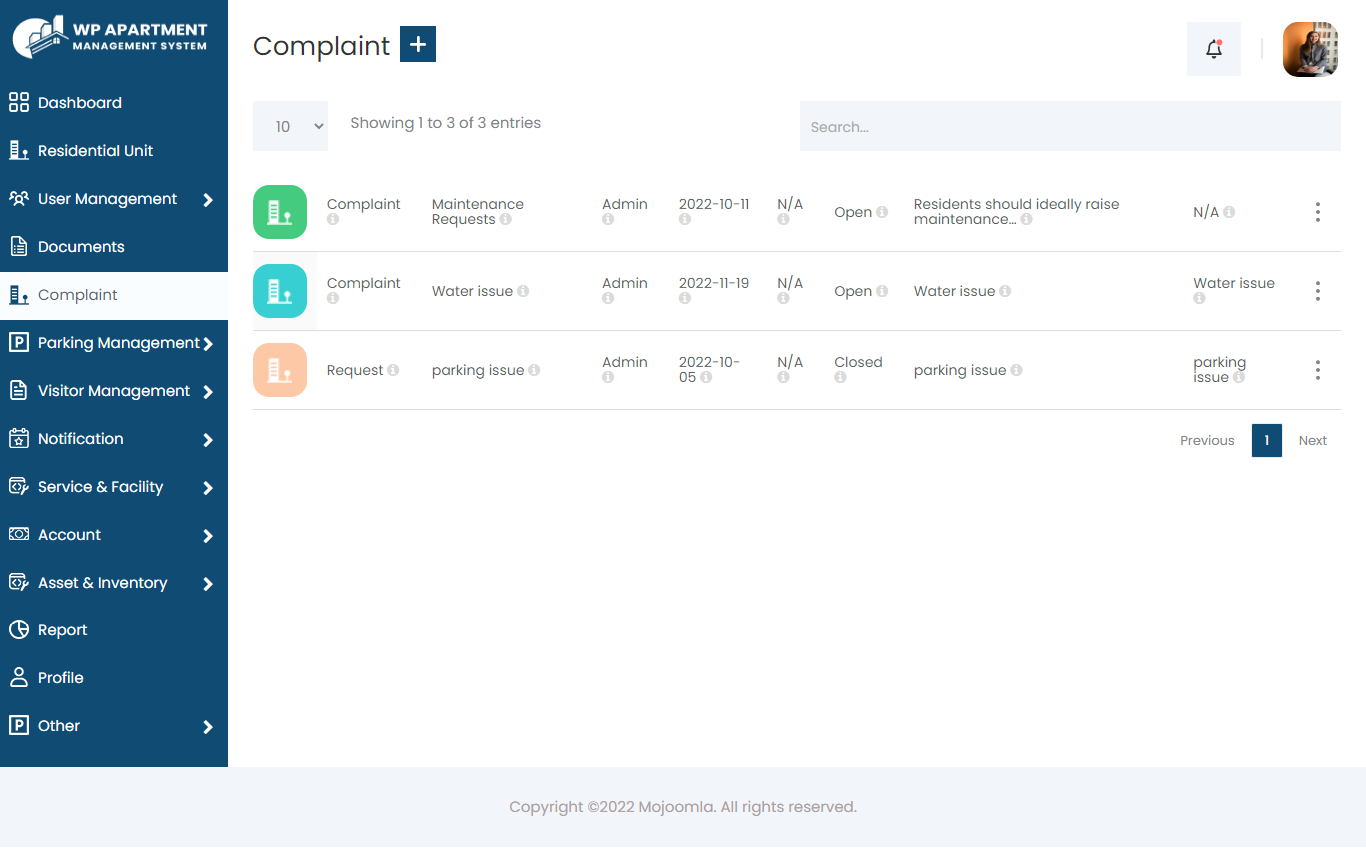 WP APARTMENT
MANAGEMENT SYSTEM
Dashboard
Residential Unit
User Management
Documents
Complaint
Parking Management
Visitor Management
Notification
Service & Facility
Account
Asset & Inventory
Report
Profile
Other
Complaint +
10
Showing 1 to 3 of 3 entries
Search...
Complaint
Maintenance
Requests
Admin
2022-10-11
N/A
Open
Residents should ideally raise
maintenance...
N/A
Complaint
Water issue
Admin
2022-11-19
N/A
Open
Water issue
Water issue
Request
parking issue
Admin
2022-10-
05
N/A
Closed
parking issue
parking
issue
Previous 1 Next
Copyright ©2022 Mojoomla. All rights reserved.